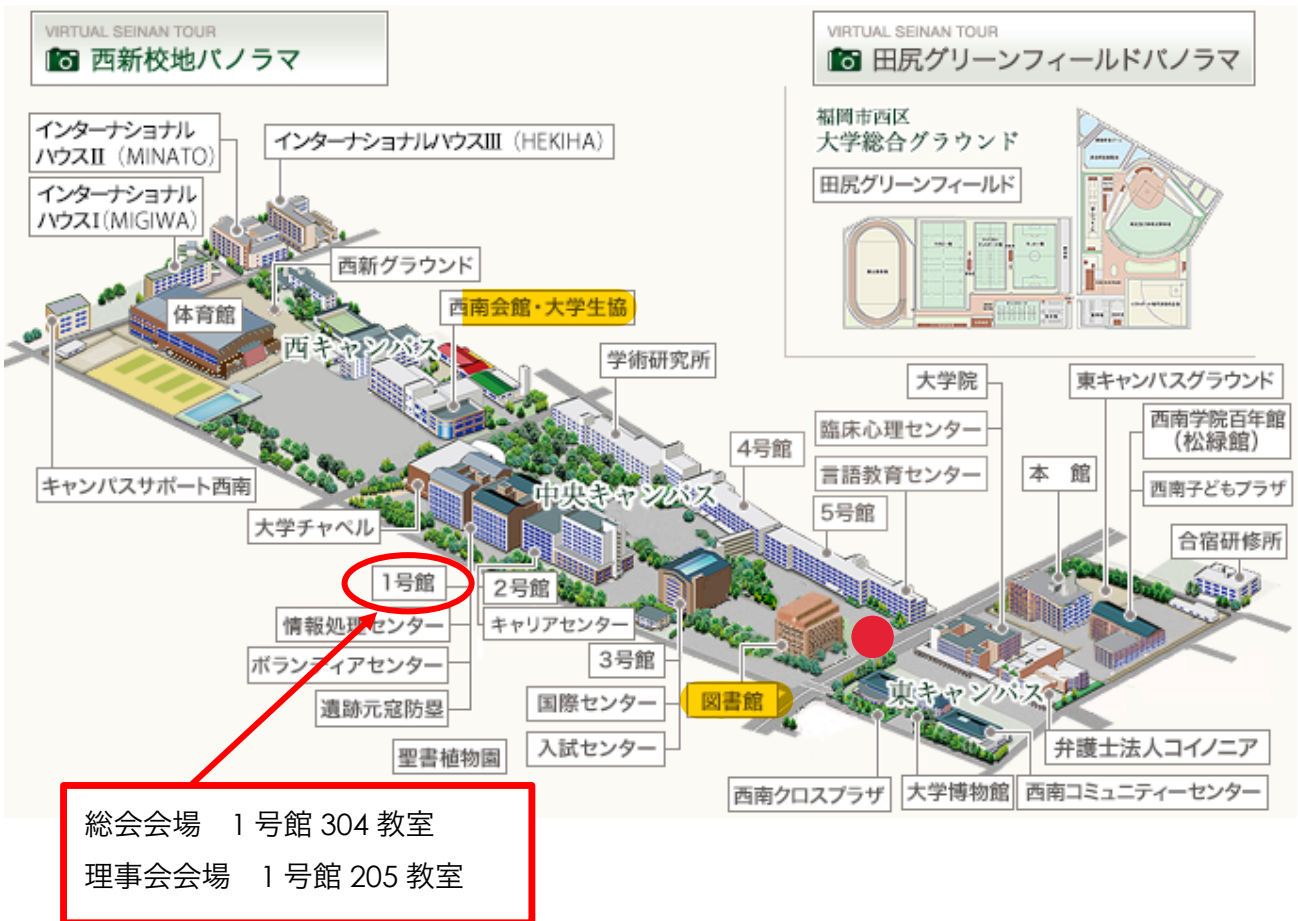 VIRTUAL SEINAN TOUR
西新校地パノラマ
VIRTUAL SEINAN TOUR
田尻グリーンフィールドパノラマ
福岡市西区
大学総合グラウンド
田尻グリーンフィールド
インターナショナル
ハウスⅡ（MINATO）
インターナショナルハウスⅢ（HEKIHA）
インターナショナル
ハウスⅠ(MIGIWA)
西新グラウンド
体育館
西南会館・大学生協
西キャンパス
学術研究所
大学院
東キャンパスグラウンド
臨床心理センター
西南学院百年館
（松緑館）
4号館
言語教育センター
本 館
キャンパスサポート西南
中央キャンパス
西南子どもプラザ
5号館
大学チャペル
合宿研修所
1号館
2号館
情報処理センター
キャリアセンター
ボランティアセンター
3号館
遺跡元寇防塁
国際センター
図書館
東キャンパス
聖書植物園
入試センター
弁護士法人コイノニア
西南クロスプラザ
大学博物館
西南コミュニティーセンター
総会会場　1号館 304 教室
理事会会場　1号館 205 教室